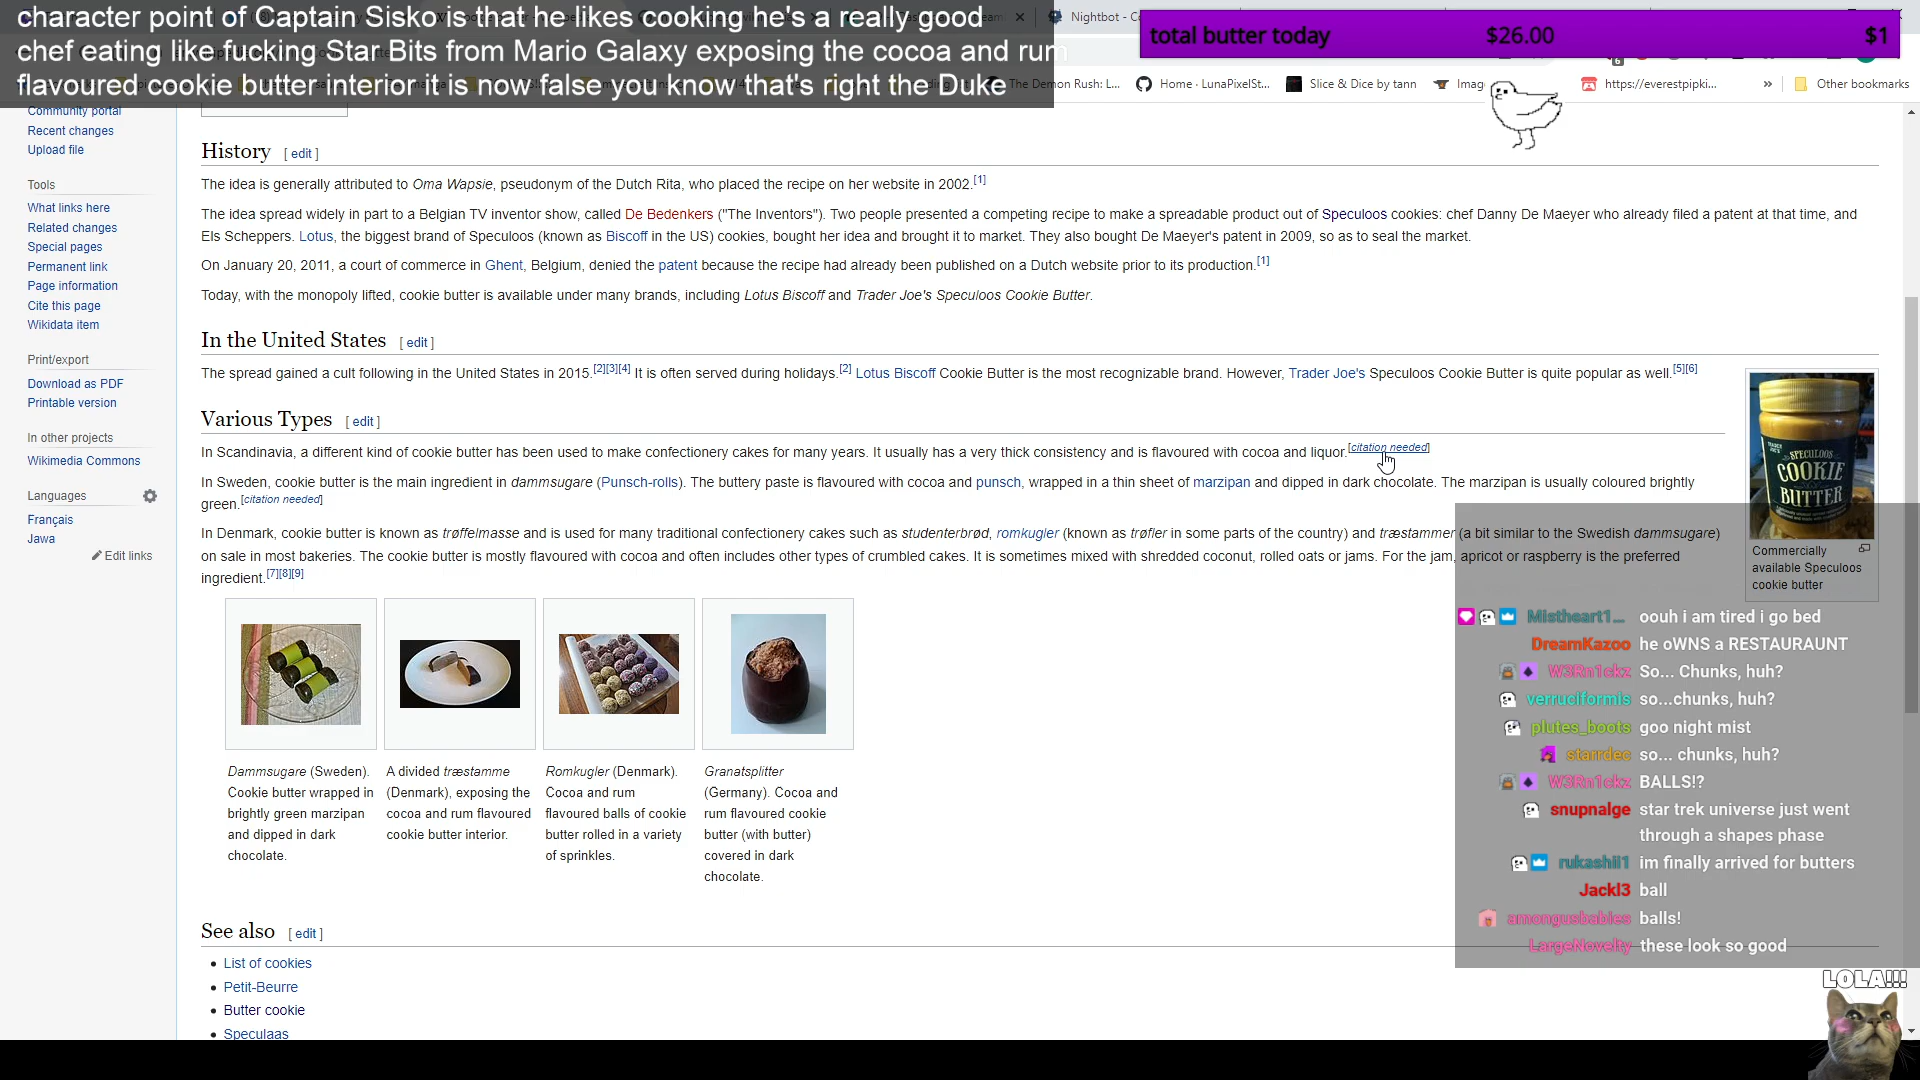 character point of Captain Sisko is that he likes cooking he's a really good
chef eating like fucking Star Bits from Mario Galaxy exposing the cocoa and rum
flavoured cookie butter interior it is now false you know that's right the Duke
Nightbot - C
total butter today $26.00 $1
The Demon Rush: L...
Home · LunaPixelSt...
Slice & Dice by tann
Imag
https://everestpipki...
»
Other bookmarks
Community portal
Recent changes
Upload file
Tools
What links here
Related changes
Special pages
Permanent link
Page information
Cite this page
Wikidata item
Print/export
Download as PDF
Printable version
In other projects
Wikimedia Commons
Languages
Français
Jawa
Edit links
History [ edit ]
The idea is generally attributed to Oma Wapsie, pseudonym of the Dutch Rita, who placed the recipe on her website in 2002.[1]
The idea spread widely in part to a Belgian TV inventor show, called De Bedenkers ("The Inventors"). Two people presented a competing recipe to make a spreadable product out of Speculoos cookies: chef Danny De Maeyer who already filed a patent at that time, and
Els Scheppers. Lotus, the biggest brand of Speculoos (known as Biscoff in the US) cookies, bought her idea and brought it to market. They also bought De Maeyer's patent in 2009, so as to seal the market.
On January 20, 2011, a court of commerce in Ghent, Belgium, denied the patent because the recipe had already been published on a Dutch website prior to its production.[1]
Today, with the monopoly lifted, cookie butter is available under many brands, including Lotus Biscoff and Trader Joe's Speculoos Cookie Butter.
In the United States [ edit ]
The spread gained a cult following in the United States in 2015.[2][3][4] It is often served during holidays.[2] Lotus Biscoff Cookie Butter is the most recognizable brand. However, Trader Joe's Speculoos Cookie Butter is quite popular as well.[5][6]
Various Types [ edit ]
In Scandinavia, a different kind of cookie butter has been used to make confectionery cakes for many years. It usually has a very thick consistency and is flavoured with cocoa and liquor.[citation needed]
In Sweden, cookie butter is the main ingredient in dammsugare (Punsch-rolls). The buttery paste is flavoured with cocoa and punsch, wrapped in a thin sheet of marzipan and dipped in dark chocolate. The marzipan is usually coloured brightly
green.[citation needed]
In Denmark, cookie butter is known as trøffelmasse and is used for many traditional confectionery cakes such as studenterbrød, romkugler (known as trøfler in some parts of the country) and træstammer (a bit similar to the Swedish dammsugare)
on sale in most bakeries. The cookie butter is mostly flavoured with cocoa and often includes other types of crumbled cakes. It is sometimes mixed with shredded coconut, rolled oats or jams. For the jam, apricot or raspberry is the preferred
ingredient.[7][8][9]
SPECULOOS
COOKIE
BUTTER
Commercially
available Speculoos
cookie butter
Dammsugare (Sweden).
Cookie butter wrapped in
brightly green marzipan
and dipped in dark
chocolate.
A divided træstamme
(Denmark), exposing the
cocoa and rum flavoured
cookie butter interior.
Romkugler (Denmark).
Cocoa and rum
flavoured balls of cookie
butter rolled in a variety
of sprinkles.
Granatsplitter
(Germany). Cocoa and
rum flavoured cookie
butter (with butter)
covered in dark
chocolate.
See also [ edit ]
List of cookies
Petit-Beurre
Butter cookie
Speculaas
Mistheart1... oouh i am tired i go bed
DreamKazoo he oWNS a RESTAURAUNT
W3Rn1ckz So... Chunks, huh?
verruciformis so...chunks, huh?
plutes_boots goo night mist
starrdec so... chunks, huh?
W3Rn1ckz BALLS!?
snupnalge star trek universe just went
through a shapes phase
rukashii1 im finally arrived for butters
Jackl3 ball
amongusbabies balls!
LargeNovelty these look so good
LOLA!!!